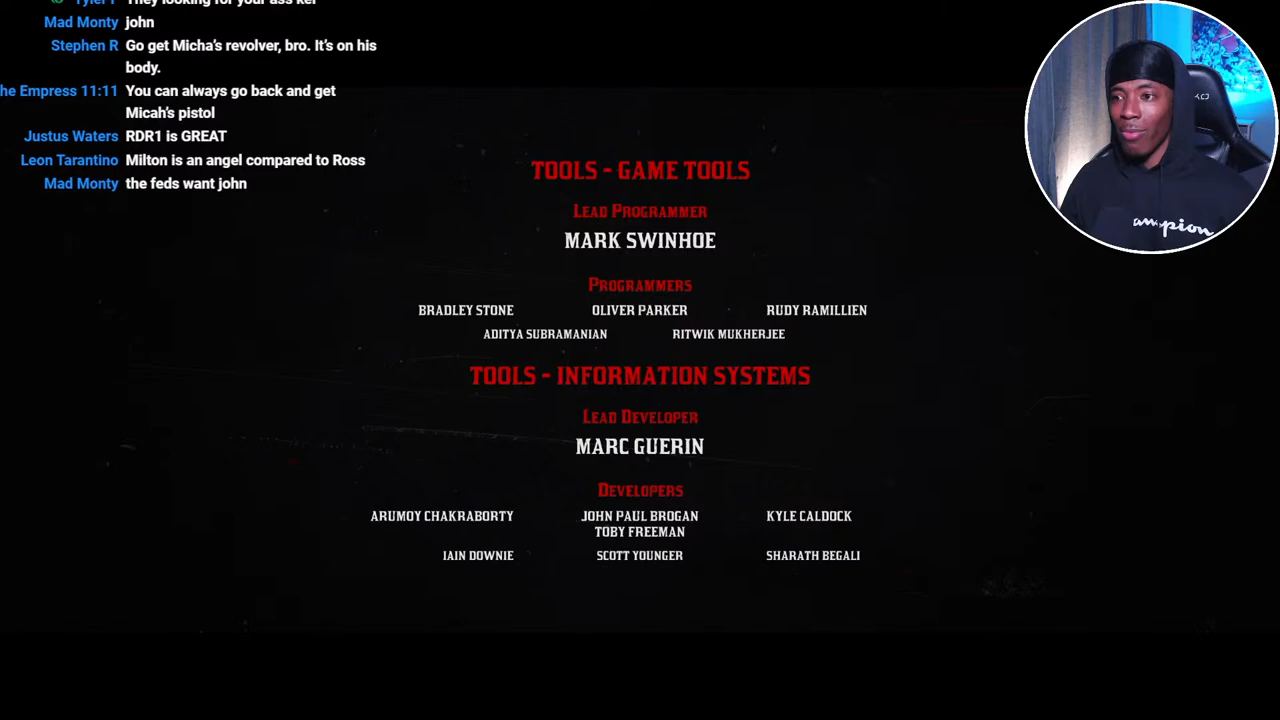 Mad Monty john
Stephen R Go get Micha's revolver, bro. It's on his
body.
he Empress 11:11 You can always go back and get
Micah's pistol
Justus Waters RDR1 is GREAT
Leon Tarantino Milton is an angel compared to Ross
Mad Monty the feds want john
TOOLS - GAME TOOLS
LEAD PROGRAMMER
MARK SWINHOE
PROGRAMMERS
BRADLEY STONE OLIVER PARKER RUDY RAMILLIEN
ADITYA SUBRAMANIAN RITWIK MUKHERJEE
TOOLS - INFORMATION SYSTEMS
LEAD DEVELOPER
MARC GUERIN
DEVELOPERS
ARUMOY CHAKRABORTY JOHN PAUL BROGAN KYLE CALDOCK
TOBY FREEMAN
IAIN DOWNIE SCOTT YOUNGER SHARATH BEGALI